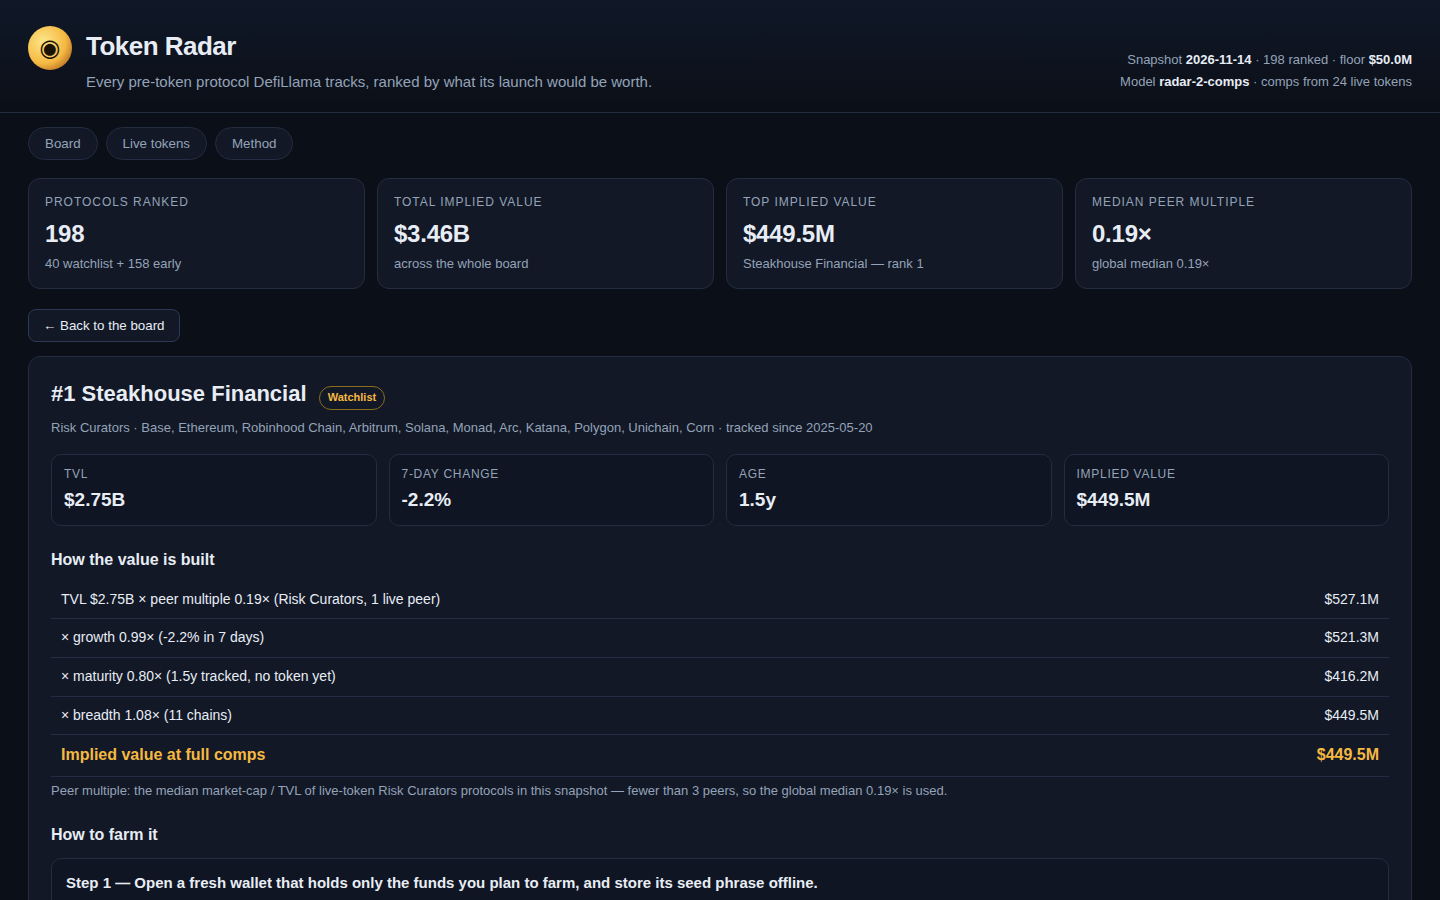 Token Radar
Every pre-token protocol DefiLlama tracks, ranked by what its launch would be worth.
Snapshot 2026-11-14 · 198 ranked · floor $50.0M
Model radar-2-comps · comps from 24 live tokens
Board
Live tokens
Method
PROTOCOLS RANKED
198
40 watchlist + 158 early
TOTAL IMPLIED VALUE
$3.46B
across the whole board
TOP IMPLIED VALUE
$449.5M
Steakhouse Financial — rank 1
MEDIAN PEER MULTIPLE
0.19×
global median 0.19×
← Back to the board
#1 Steakhouse Financial
Watchlist
Risk Curators · Base, Ethereum, Robinhood Chain, Arbitrum, Solana, Monad, Arc, Katana, Polygon, Unichain, Corn · tracked since 2025-05-20
TVL
$2.75B
7-DAY CHANGE
-2.2%
AGE
1.5y
IMPLIED VALUE
$449.5M
How the value is built
TVL $2.75B × peer multiple 0.19× (Risk Curators, 1 live peer) $527.1M
× growth 0.99× (-2.2% in 7 days) $521.3M
× maturity 0.80× (1.5y tracked, no token yet) $416.2M
× breadth 1.08× (11 chains) $449.5M
Implied value at full comps $449.5M
Peer multiple: the median market-cap / TVL of live-token Risk Curators protocols in this snapshot — fewer than 3 peers, so the global median 0.19× is used.
How to farm it
Step 1 — Open a fresh wallet that holds only the funds you plan to farm, and store its seed phrase offline.